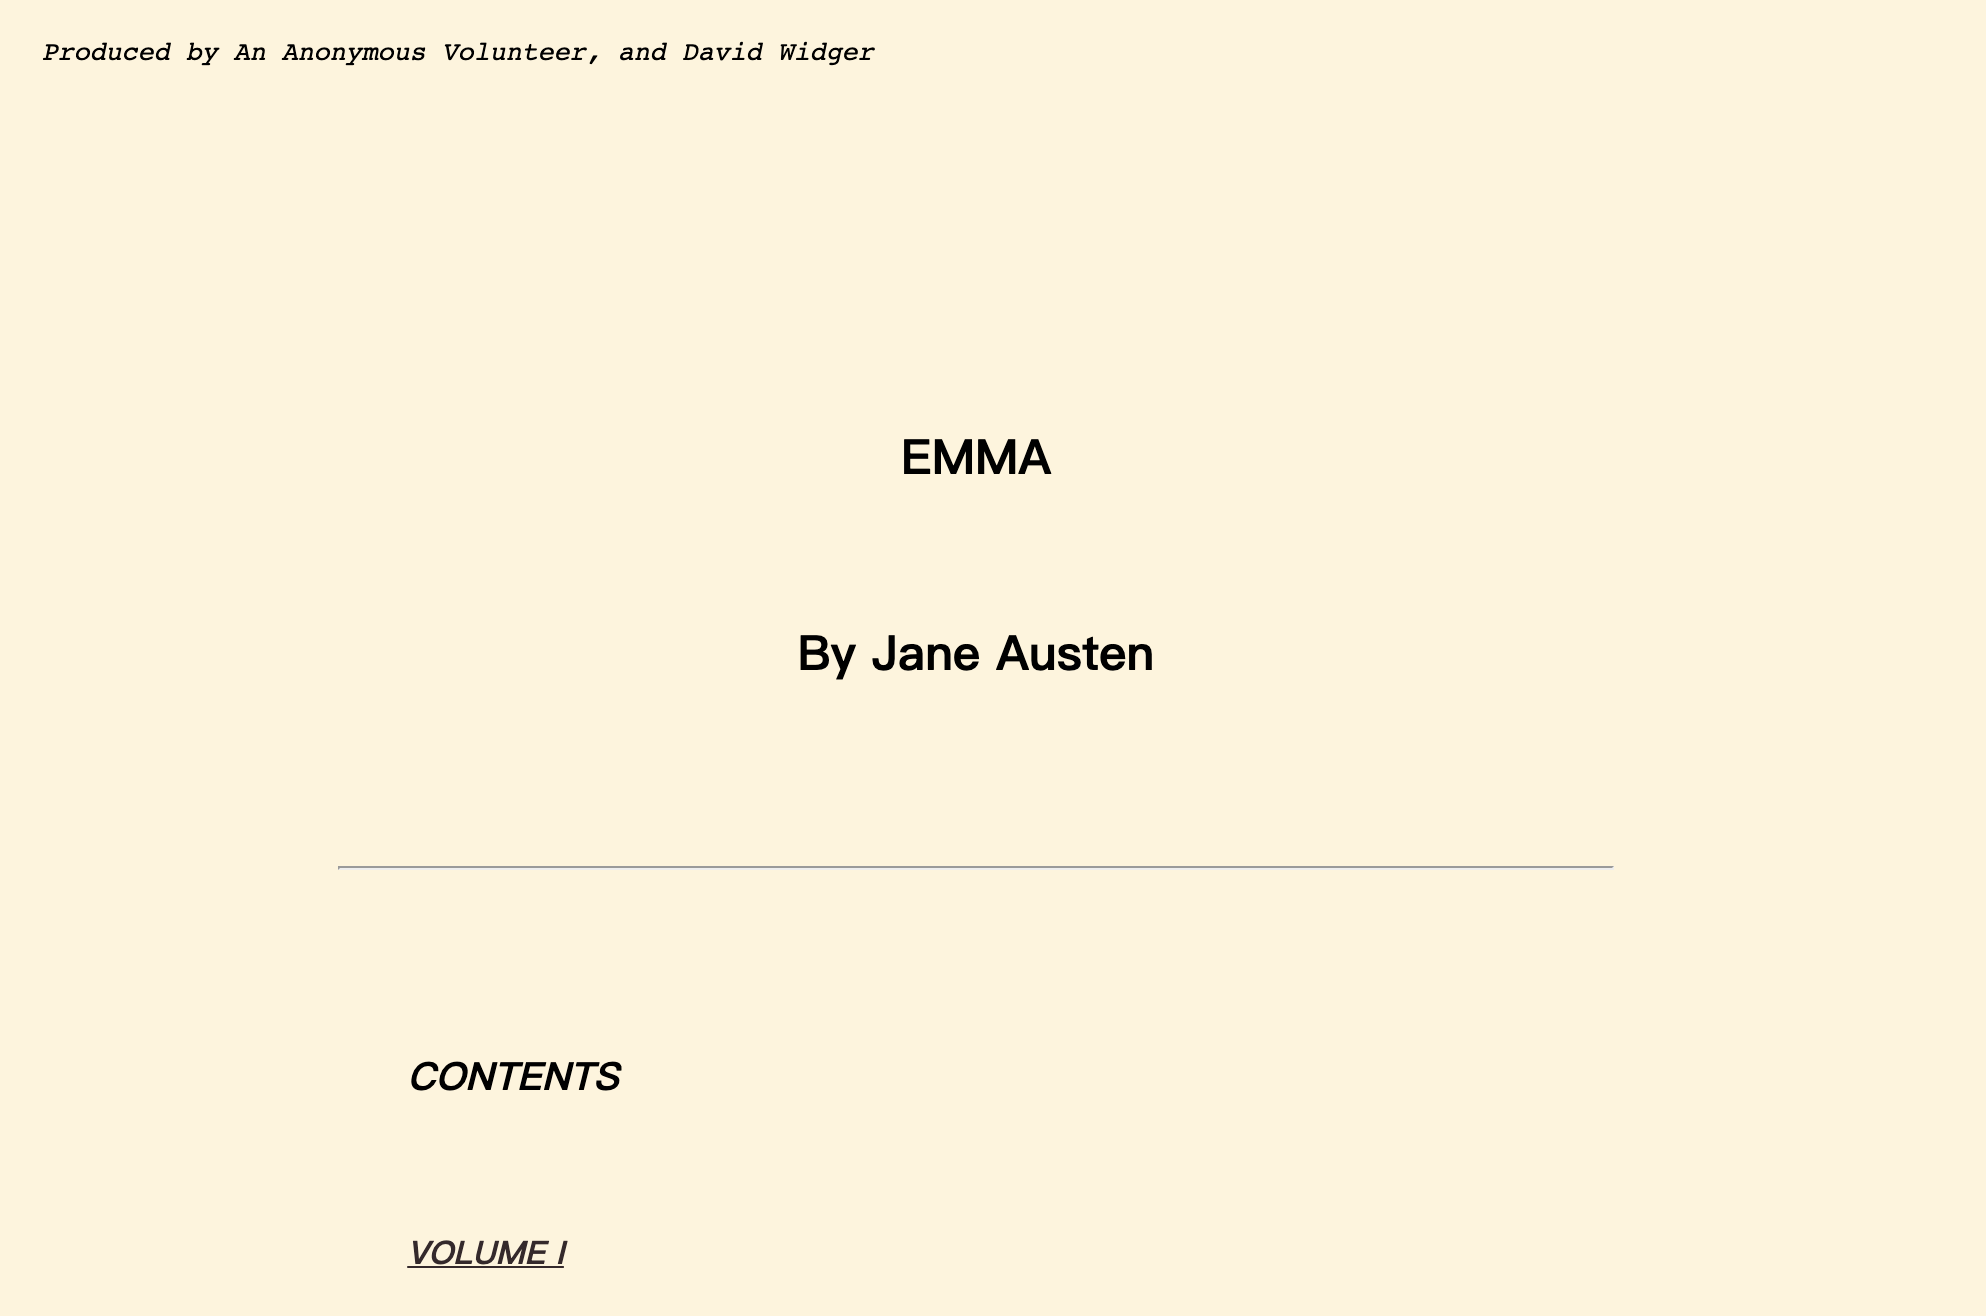 Produced by An Anonymous Volunteer, and David Widger
EMMA
By Jane Austen
CONTENTS
VOLUME I